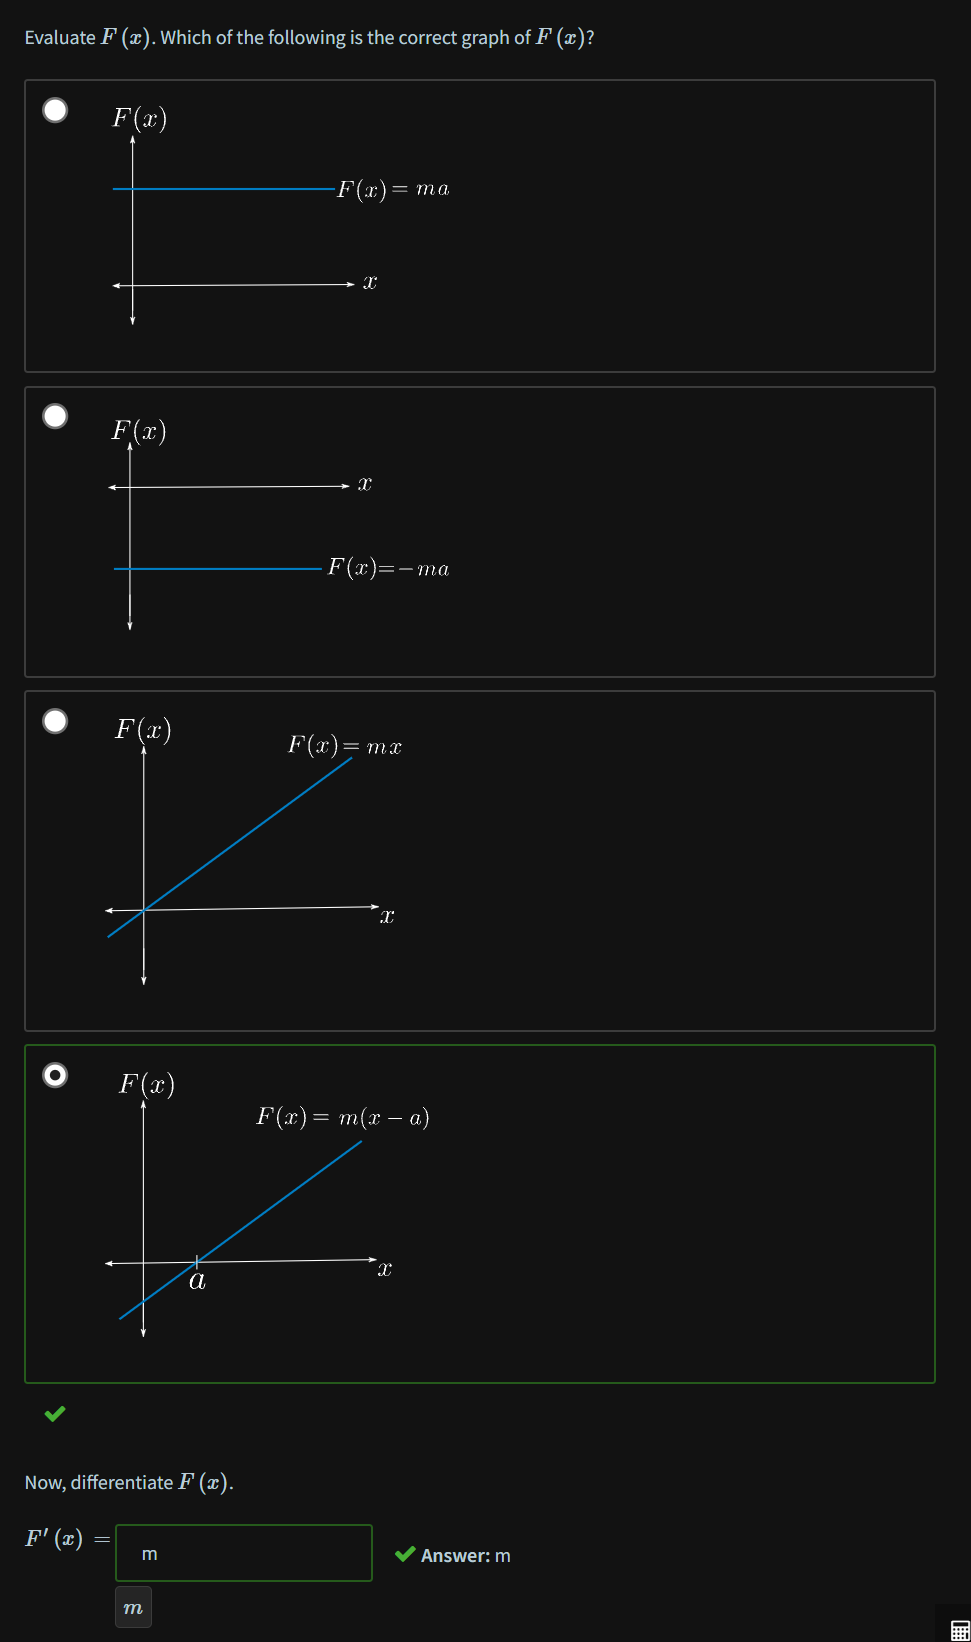 Evaluate F (x). Which of the following is the correct graph of F (x)?
F(x)
F(x)= ma
x
F(x)
x
F(x)=−ma
F(x)
F(x)= mx
x
F(x)
F(x)= m(x − a)
x
a
Now, differentiate F (x).
F′ (x) = m Answer: m
m